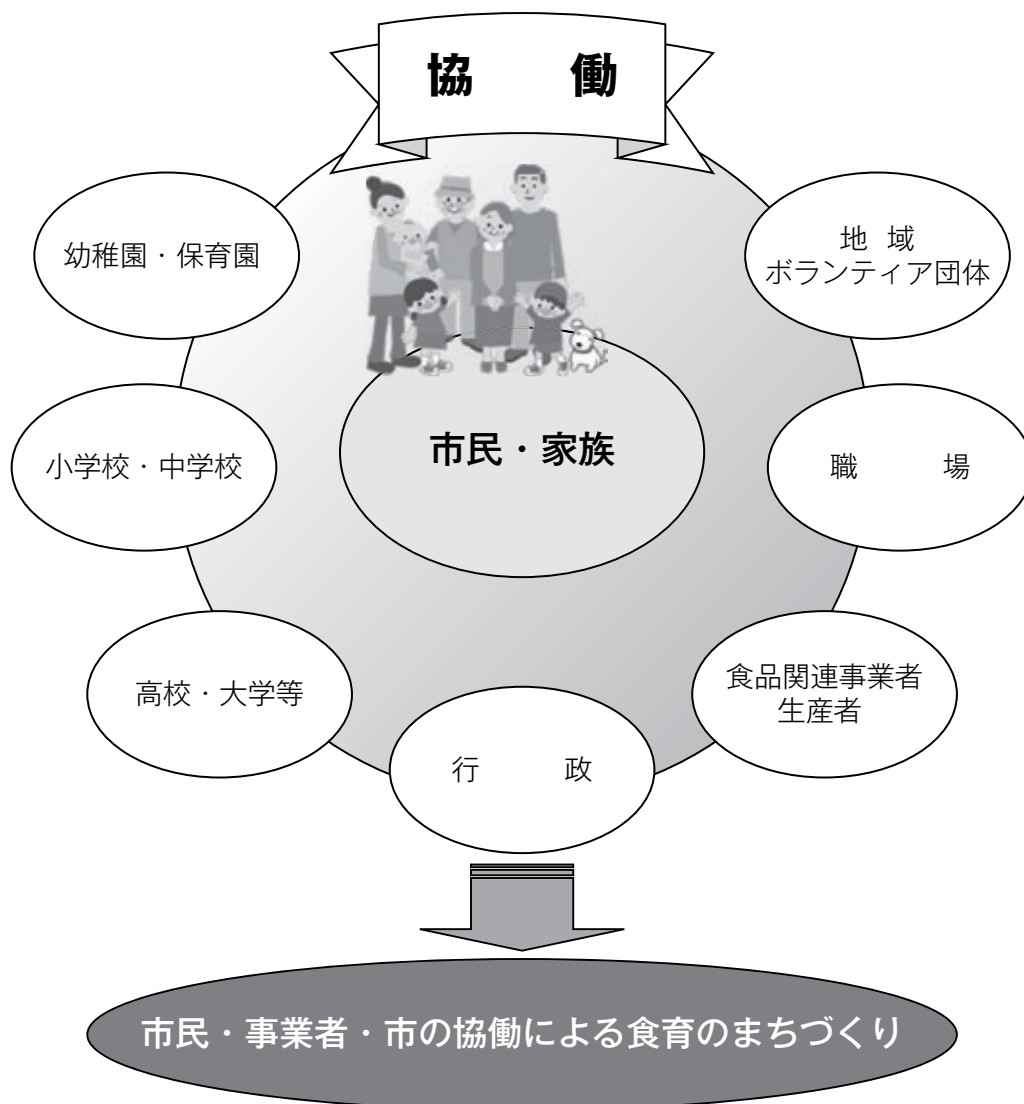 協　働
幼稚園・保育園
地 域
ボランティア団体
小学校・中学校
市民・家族
職　場
高校・大学等
食品関連事業者
生産者
行　政
市民・事業者・市の協働による食育のまちづくり